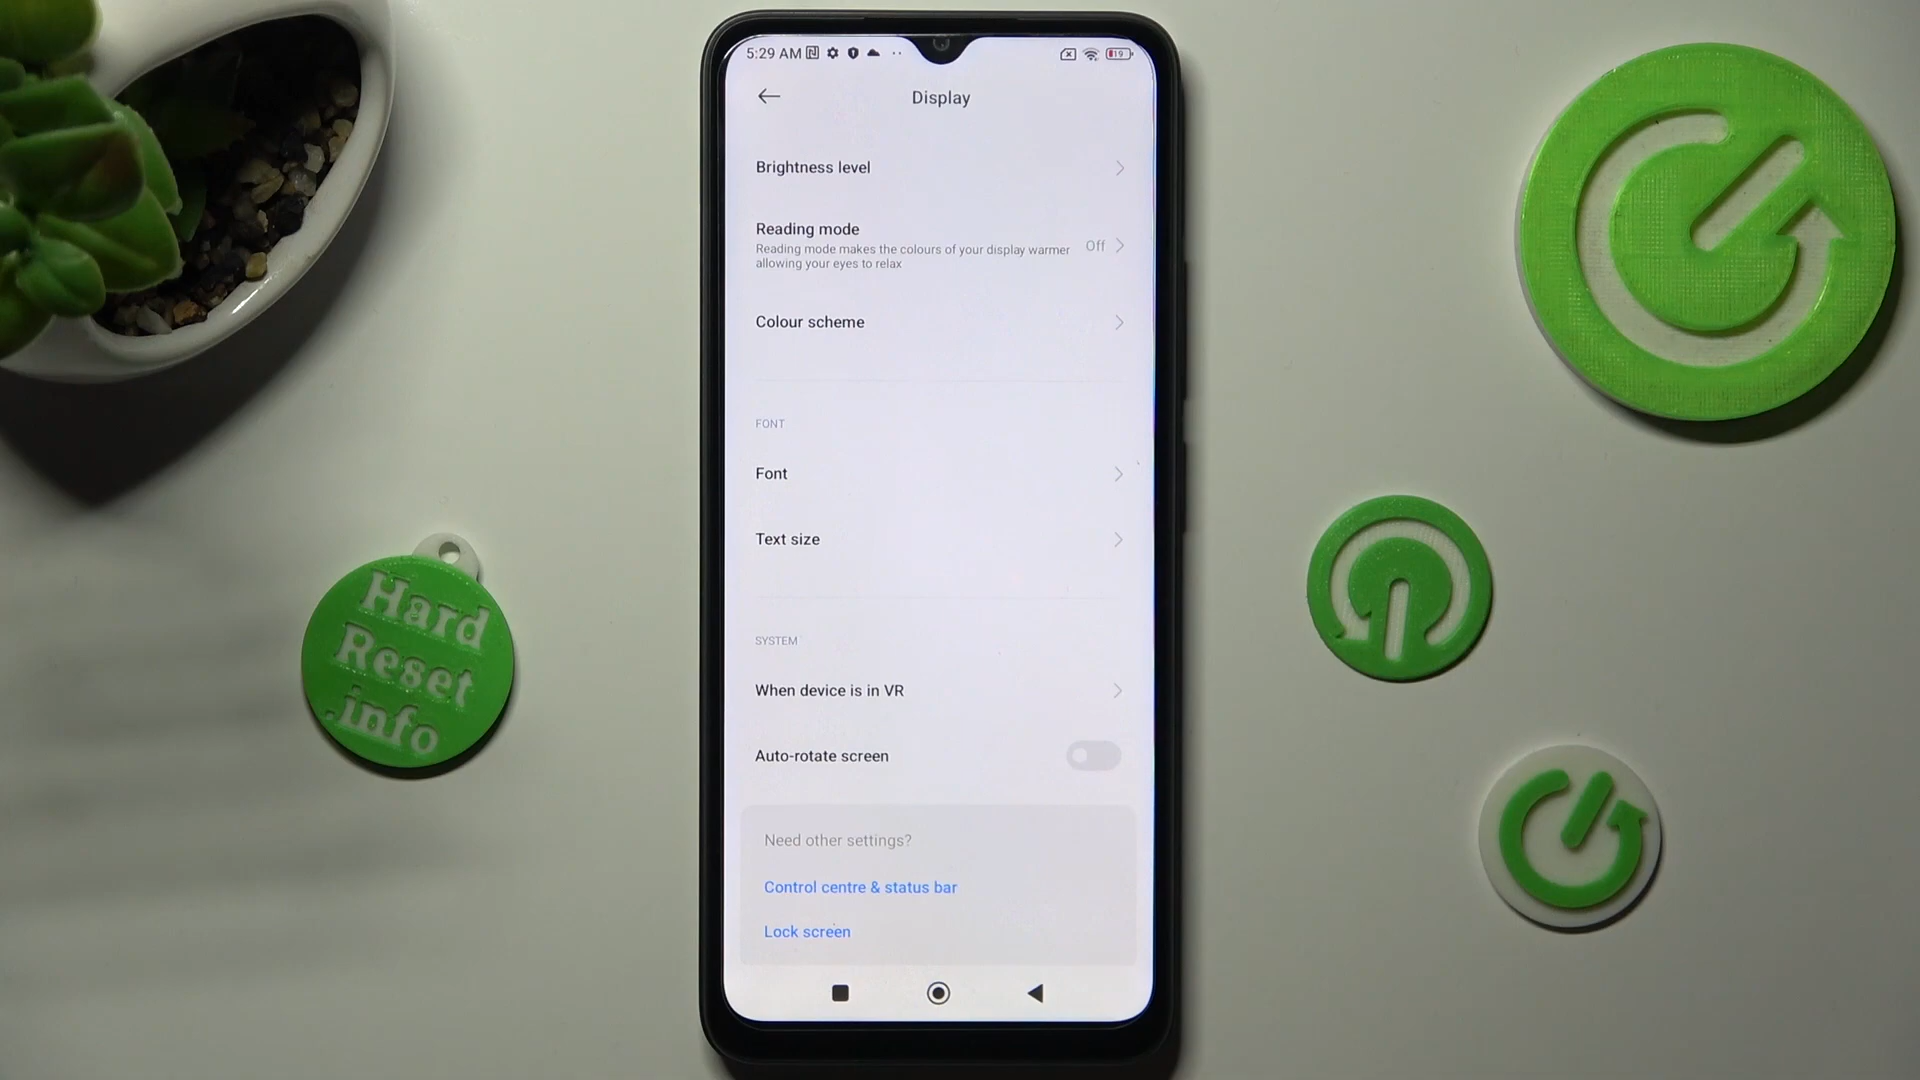 5:29 AM
19
Display
Brightness level
Reading mode
Reading mode makes the colours of your display warmer
allowing your eyes to relax
Off
Colour scheme
FONT
Font
Text size
SYSTEM
When device is in VR
Auto-rotate screen
Need other settings?
Control centre & status bar
Lock screen
Hard
Reset
.info